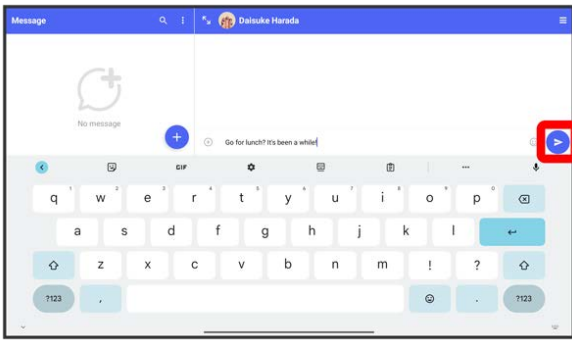 Message
Daisuke Harada
No message
Go for lunch? It's been a while!
GIF
q 1 w 2 e 3 r 4 t 5 y 6 u 7 i 8 o 9 p 0
a s d f g h j k l
z x c v b n m ! ?
?123 , . ?123